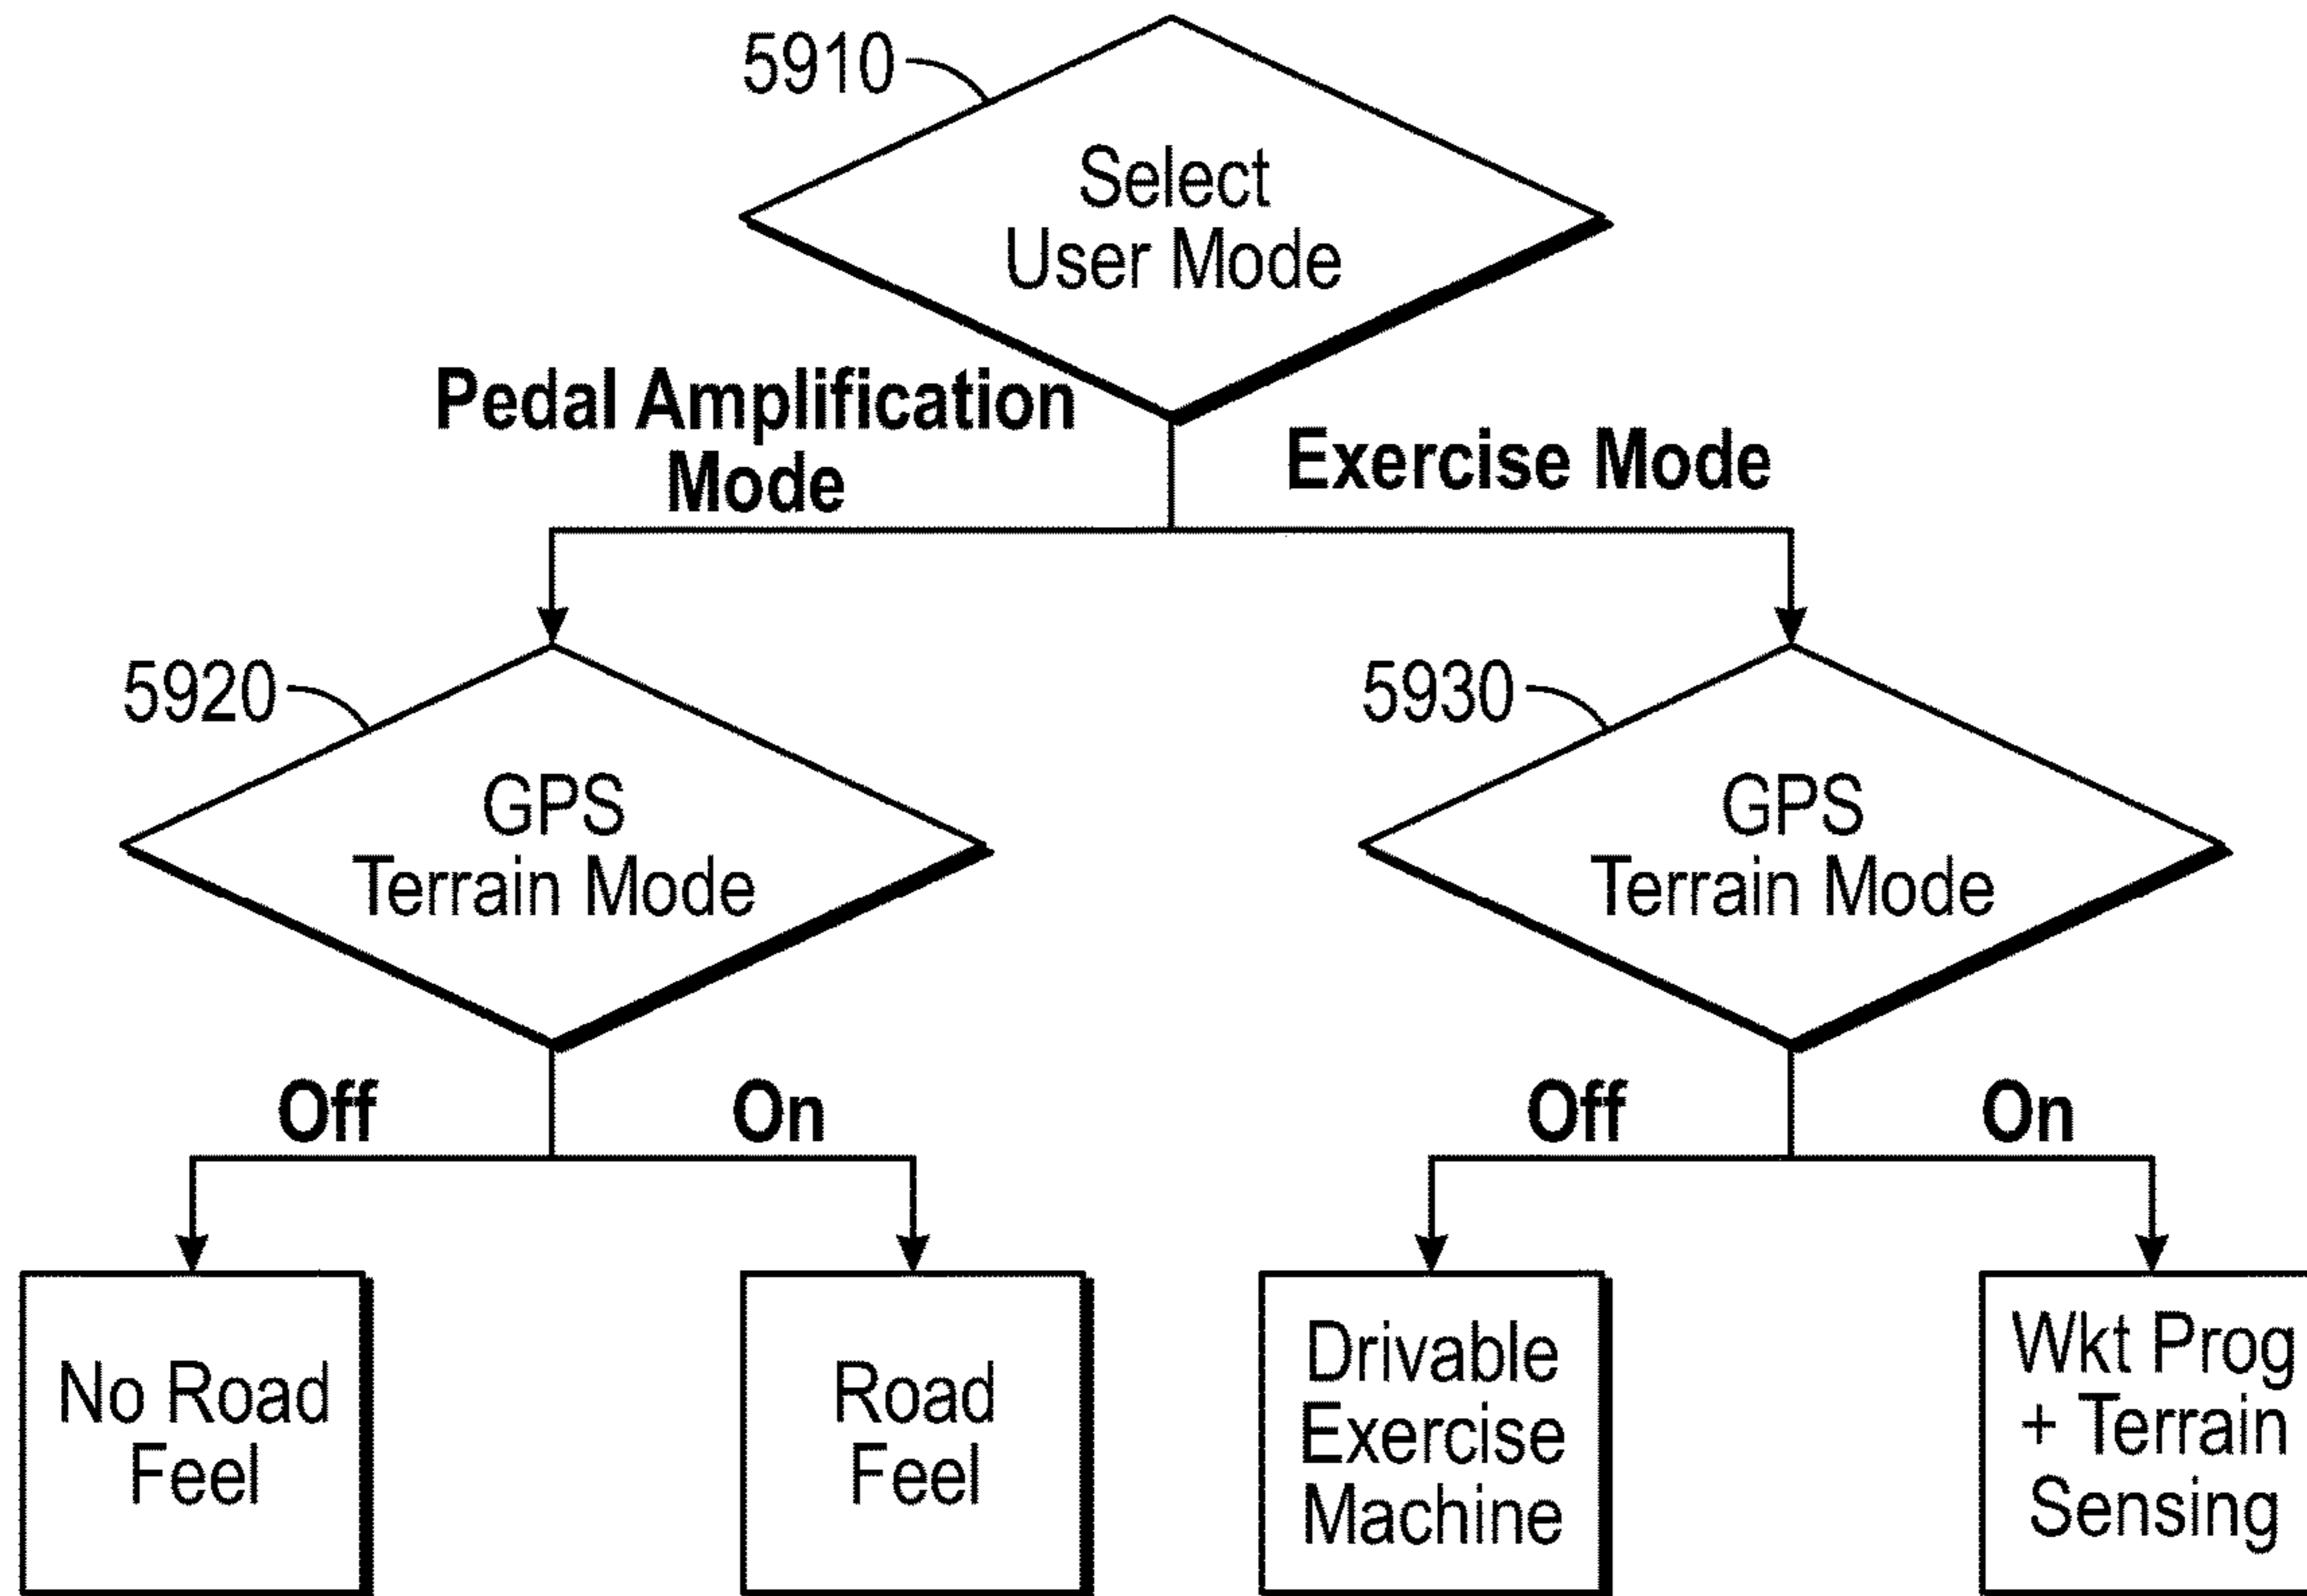 5910
Select
User Mode
Pedal Amplification
Mode
Exercise Mode
5920
GPS
Terrain Mode
5930
GPS
Terrain Mode
Off
On
Off
On
No Road
Feel
Road
Feel
Drivable
Exercise
Machine
Wkt Prog
+ Terrain
Sensing